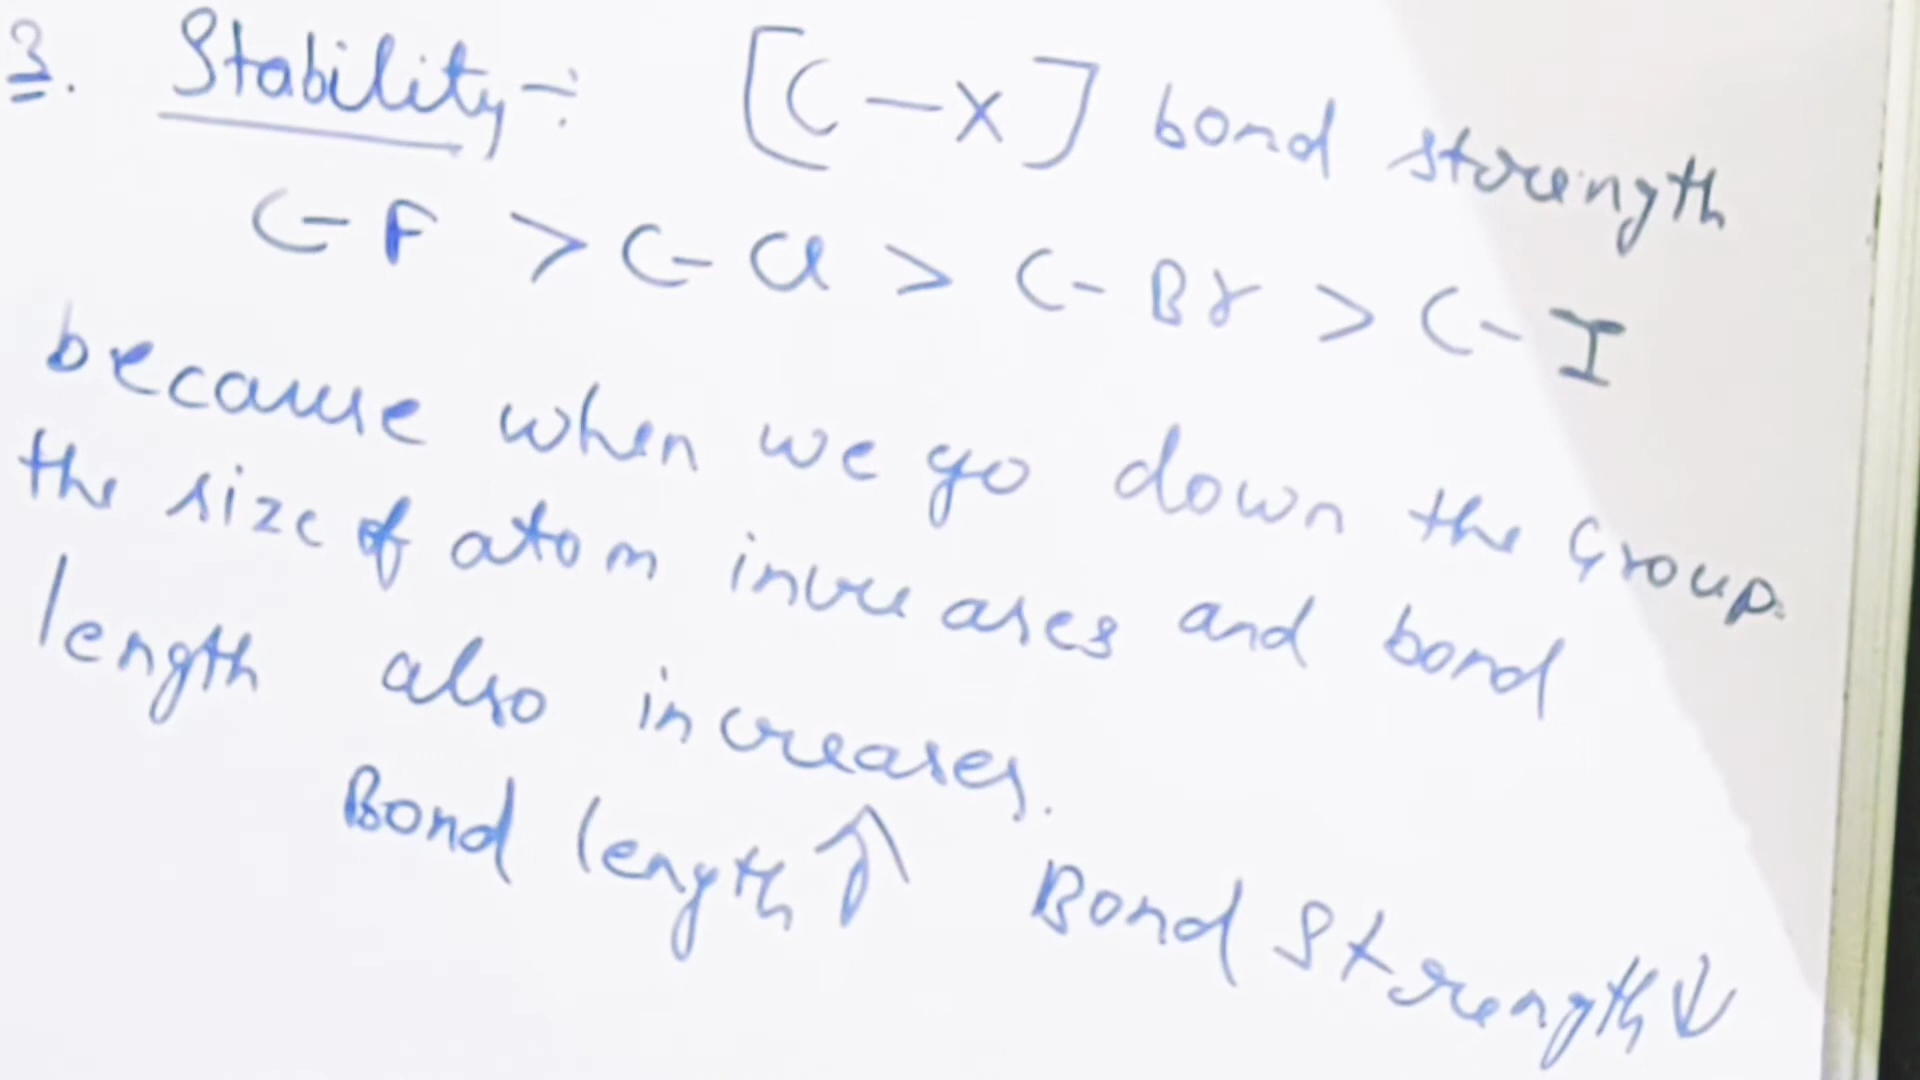 3. Stability ÷ [C-X] bond strength
C-F > C-Cl > C-Br > C-I
because when we go down the Group.
the size of atom increases and bond
length also increases.
Bond length ↑ Bond Strength ↓